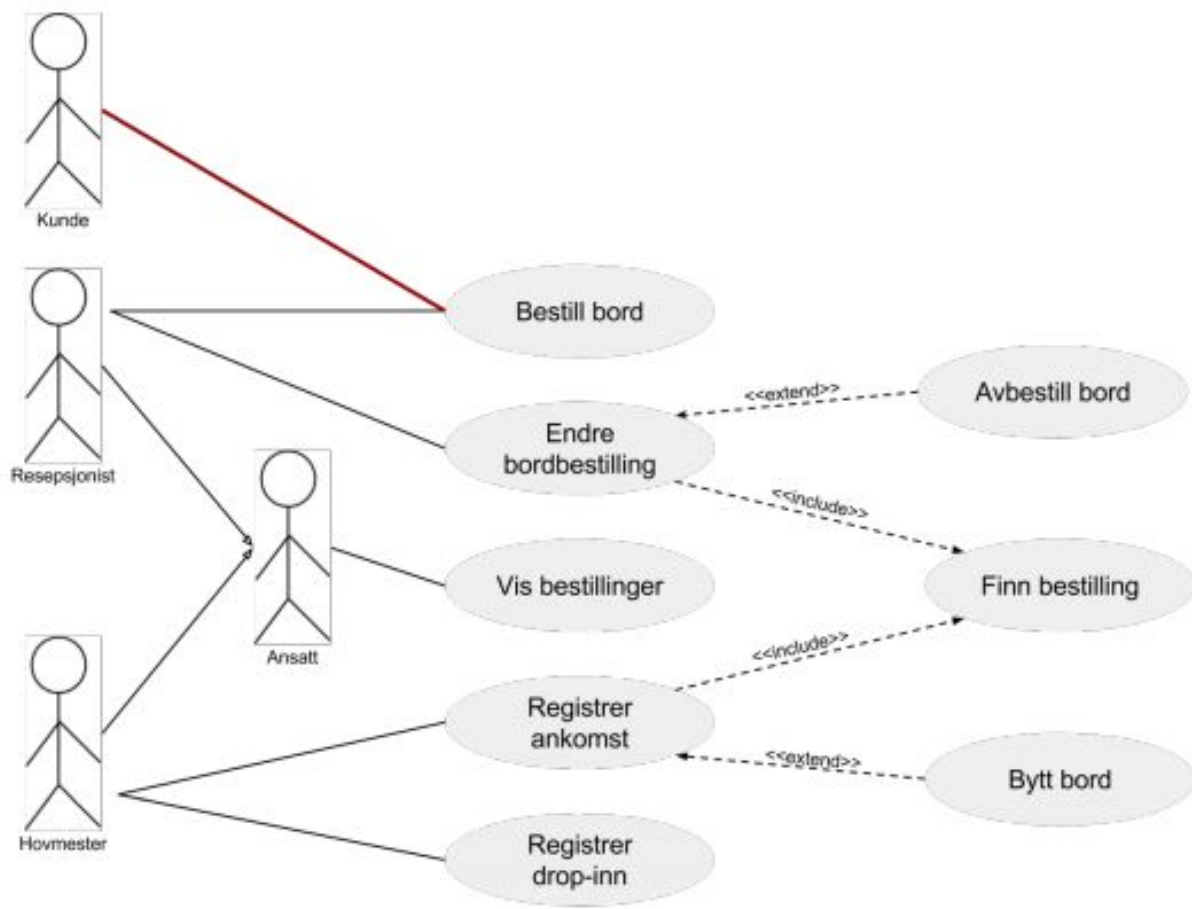 Kunde
Bestill bord
Resepsjonist
<<extend>>
Avbestill bord
Endre
bordbestilling
<<include>>
Ansatt
Vis bestillinger
Finn bestilling
<<include>>
Hovmester
Registrer
ankomst
<<extend>>
Bytt bord
Registrer
drop-inn